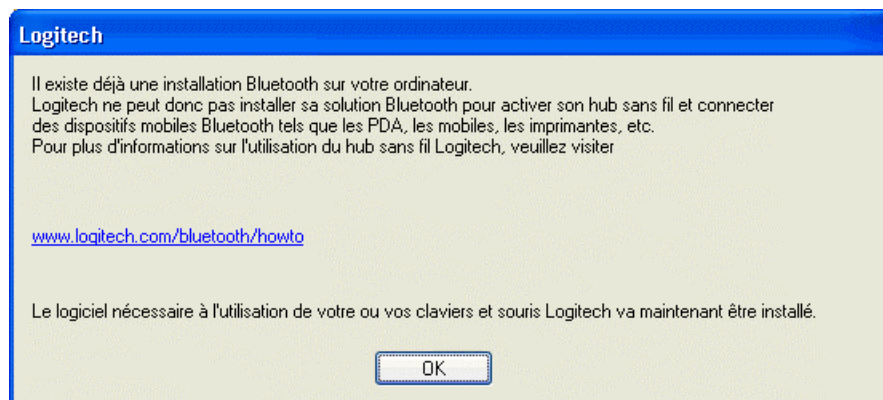 Logitech
Il existe déjà une installation Bluetooth sur votre ordinateur.
Logitech ne peut donc pas installer sa solution Bluetooth pour activer son hub sans fil et connecter
des dispositifs mobiles Bluetooth tels que les PDA, les mobiles, les imprimantes, etc.
Pour plus d'informations sur l'utilisation du hub sans fil Logitech, veuillez visiter
www.logitech.com/bluetooth/howto
Le logiciel nécessaire à l'utilisation de votre ou vos claviers et souris Logitech va maintenant être installé.
OK